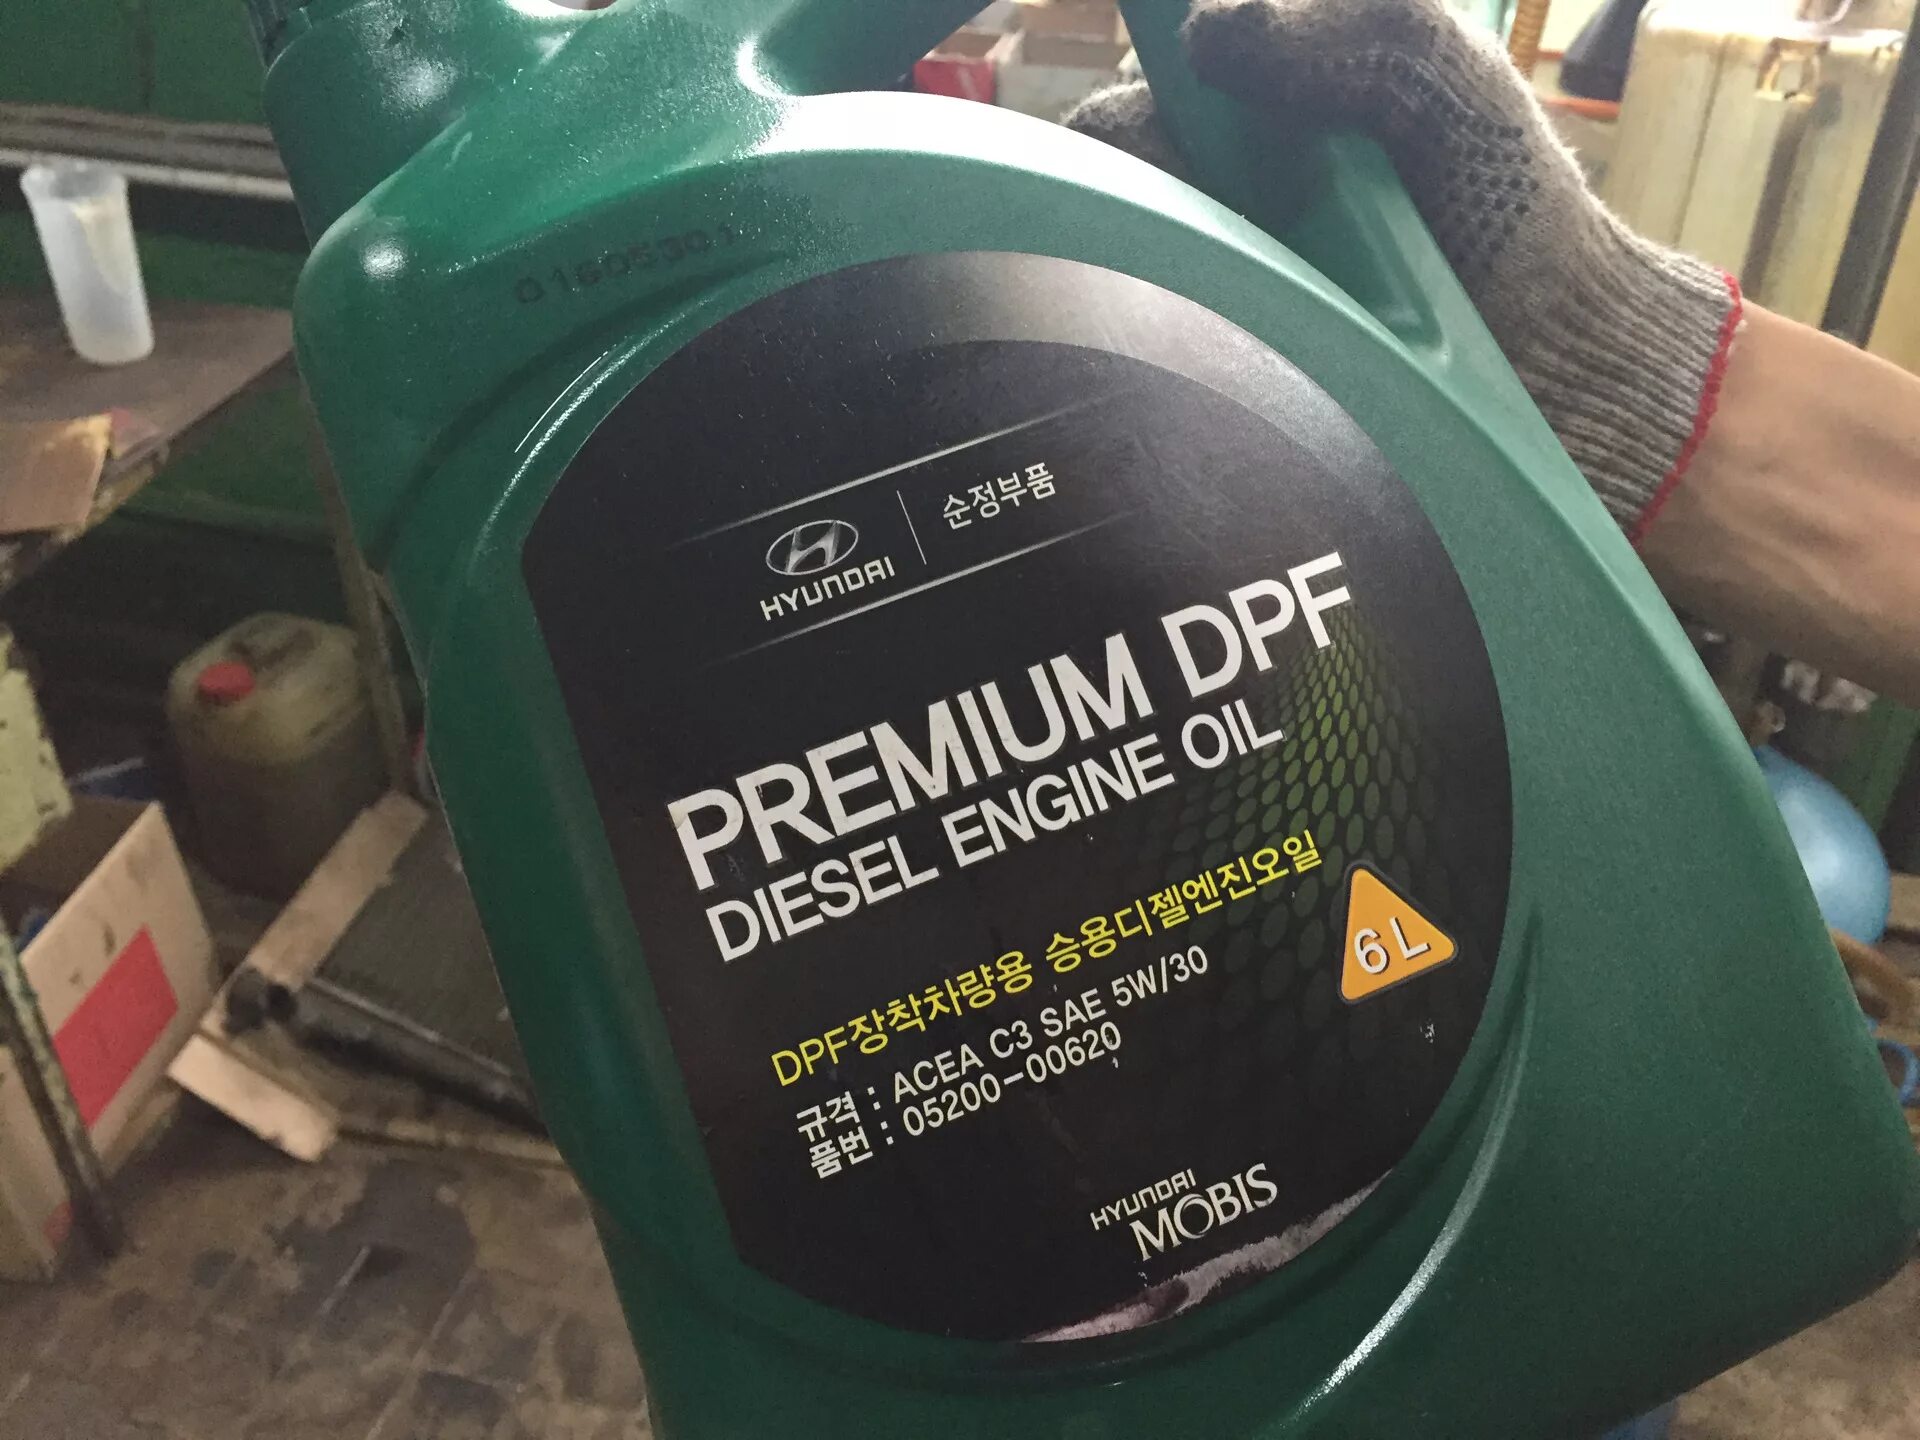 HYUNDAI
순정부품
PREMIUM DPF
DIESEL ENGINE OIL
DPF장착차량용 승용디젤엔진오일
규격 : ACEA C3 SAE 5W/30
품번 : 05200-00620
6 L
HYUNDAI
MOBIS